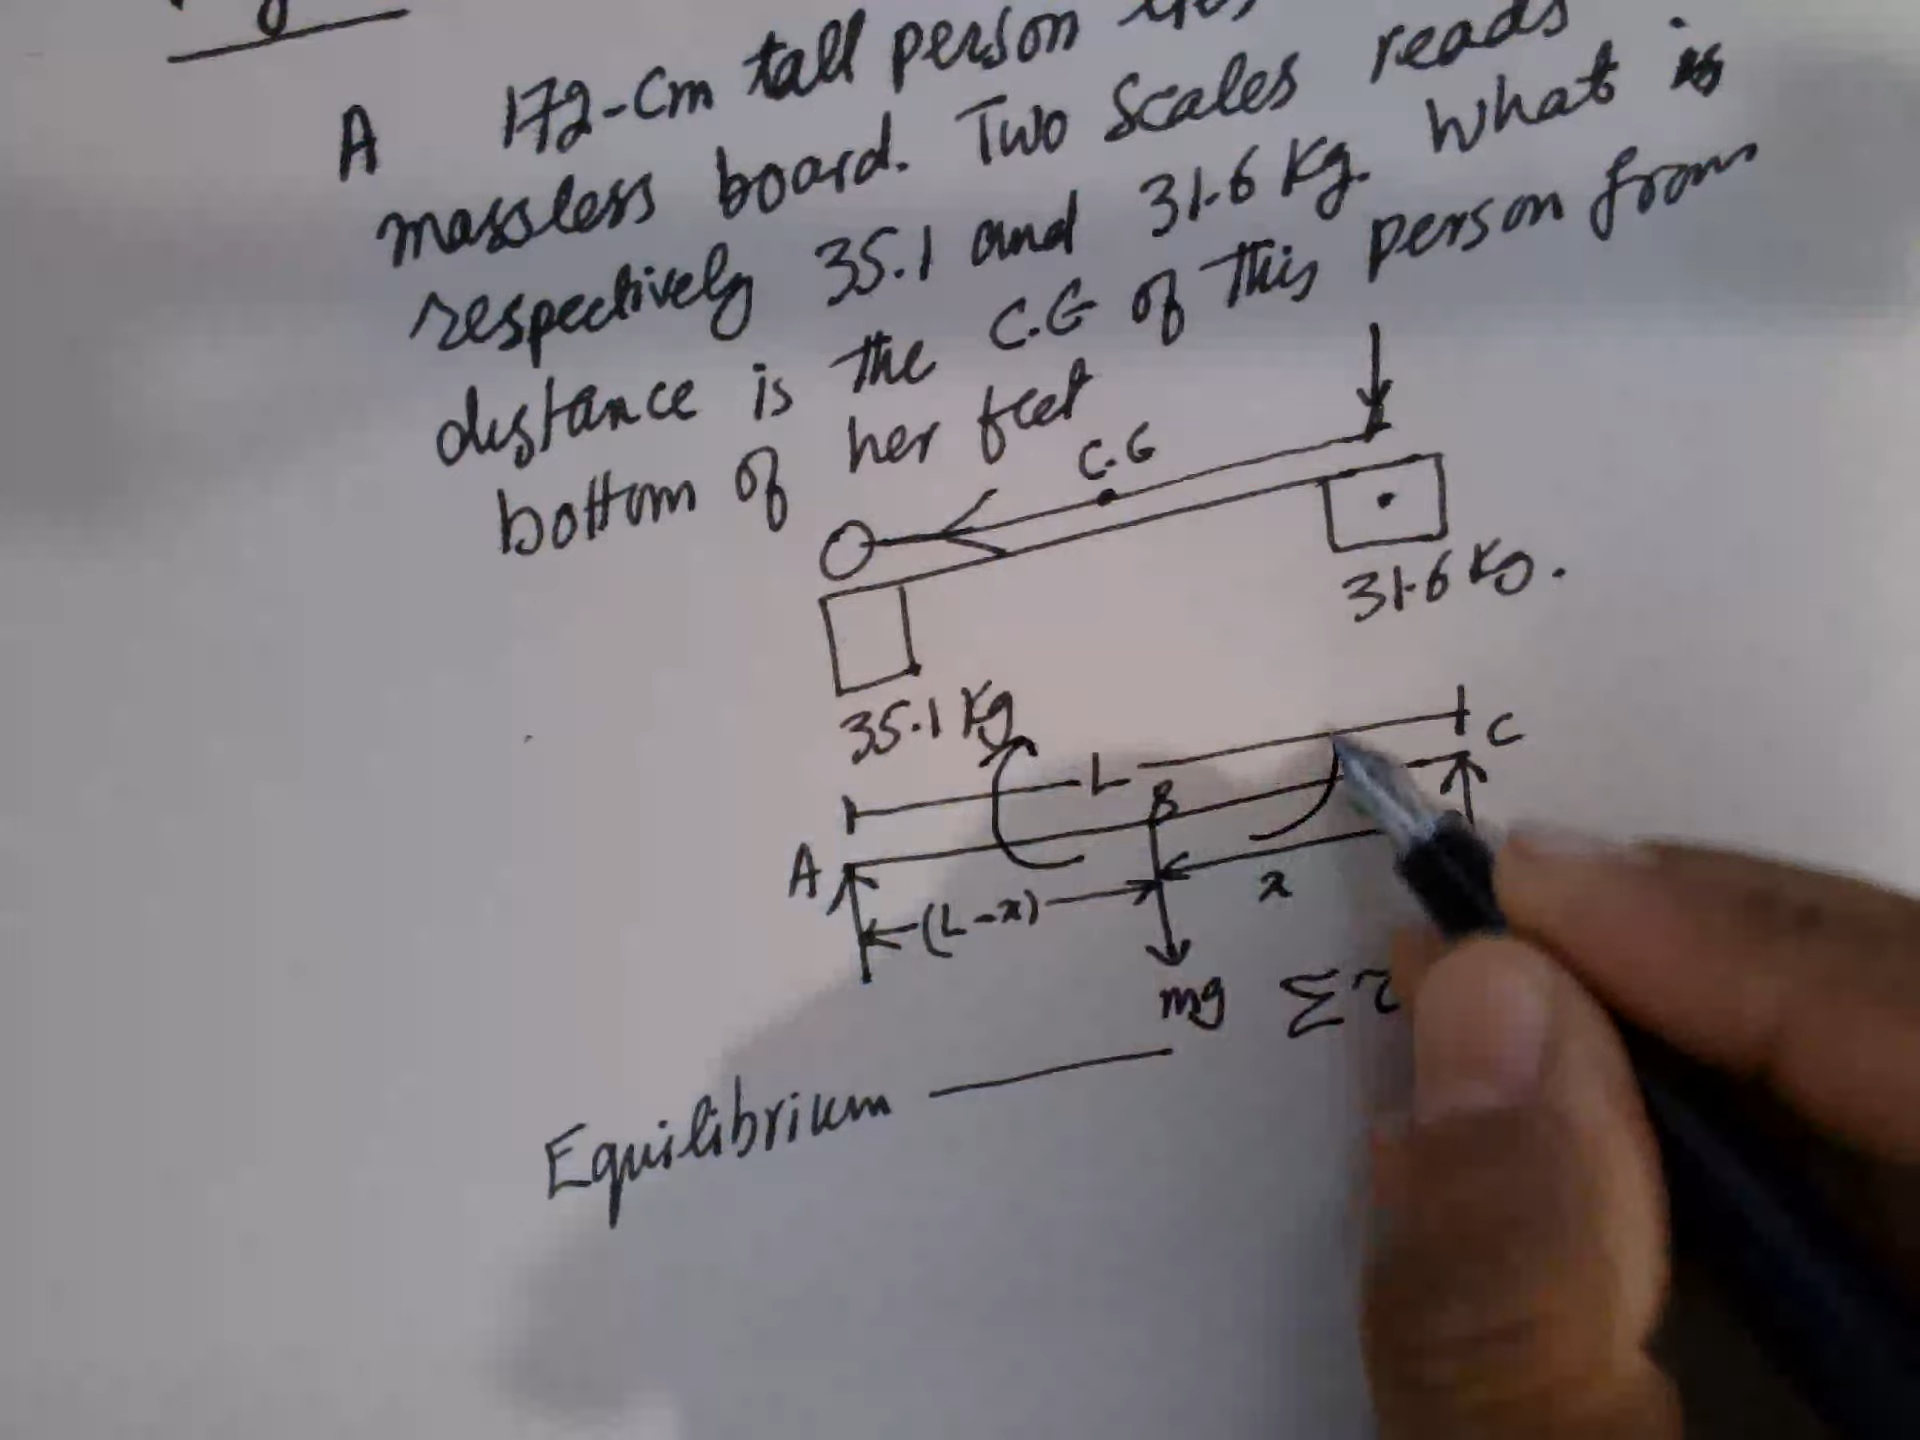 A 172-Cm tall person
massless board. Two Scales reads
respectively 35.1 and 31.6 Kg. What is
distance is the C.G of this person from
bottom of her feet
C.G
31.6 Kg.
35.1 Kg
L
C
B
A
(L-x)
x
mg
Στ
Equilibrium